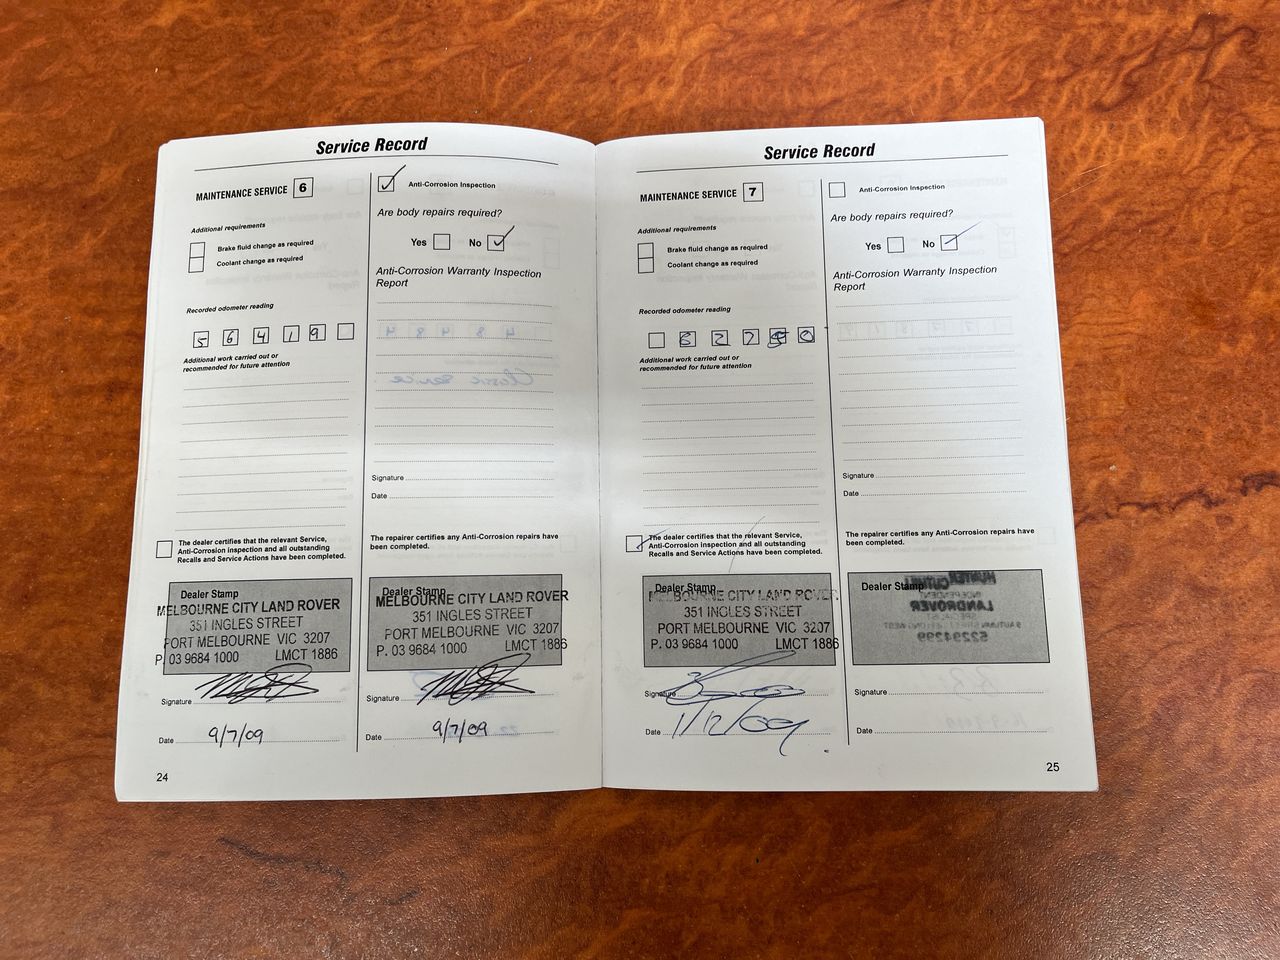 Service Record
MAINTENANCE SERVICE 6
Additional requirements
Brake fluid change as required
Coolant change as required
Recorded odometer reading
5 6 4 1 9
Additional work carried out or
recommended for future attention
The dealer certifies that the relevant Service,
Anti-Corrosion inspection and all outstanding
Recalls and Service Actions have been completed.
Dealer Stamp
MELBOURNE CITY LAND ROVER
351 INGLES STREET
PORT MELBOURNE VIC 3207
P. 03 9684 1000 LMCT 1886
Signature
Date 9/7/09
24
Anti-Corrosion Inspection
Are body repairs required?
Yes No
Anti-Corrosion Warranty Inspection
Report
Signature
Date
The repairer certifies any Anti-Corrosion repairs have
been completed.
Dealer Stamp
MELBOURNE CITY LAND ROVER
351 INGLES STREET
PORT MELBOURNE VIC 3207
P. 03 9684 1000 LMCT 1886
Signature
Date 9/7/09
Service Record
MAINTENANCE SERVICE 7
Additional requirements
Brake fluid change as required
Coolant change as required
Recorded odometer reading
Additional work carried out or
recommended for future attention
The dealer certifies that the relevant Service,
Anti-Corrosion inspection and all outstanding
Recalls and Service Actions have been completed.
Dealer Stamp
MELBOURNE CITY LAND ROVER
351 INGLES STREET
PORT MELBOURNE VIC 3207
P. 03 9684 1000 LMCT 1886
Signature
Date 1/12/09
Anti-Corrosion Inspection
Are body repairs required?
Yes No
Anti-Corrosion Warranty Inspection
Report
Signature
Date
The repairer certifies any Anti-Corrosion repairs have
been completed.
Dealer Stamp
Signature
Date
25